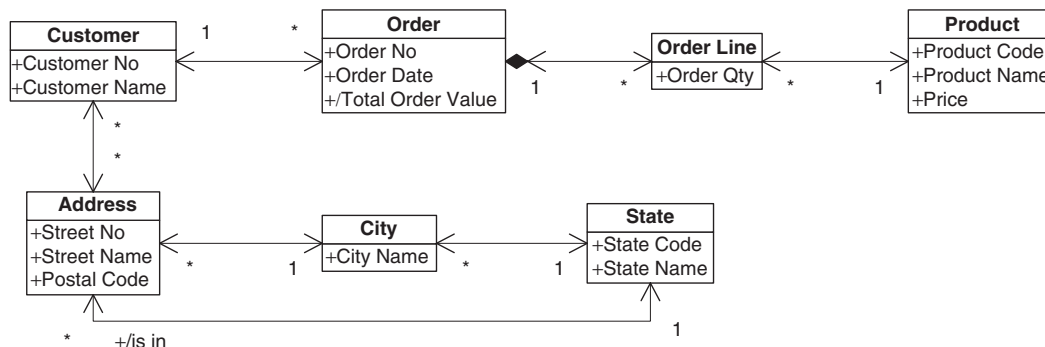 Customer
+Customer No
+Customer Name
1
*
Order
+Order No
+Order Date
+/Total Order Value
1
*
Order Line
+Order Qty
*
1
Product
+Product Code
+Product Name
+Price
*
*
Address
+Street No
+Street Name
+Postal Code
*
1
City
+City Name
*
1
State
+State Code
+State Name
*
+/is in
1